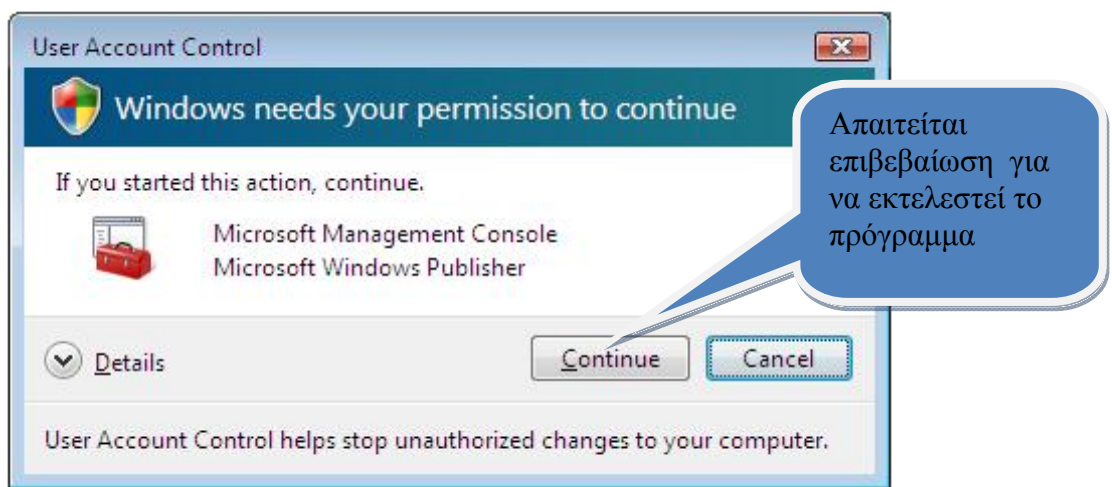 User Account Control
Windows needs your permission to continue
If you started this action, continue.
Microsoft Management Console
Microsoft Windows Publisher
Απαιτείται
επιβεβαίωση για
να εκτελεστεί το
πρόγραμμα
Details
Continue
Cancel
User Account Control helps stop unauthorized changes to your computer.